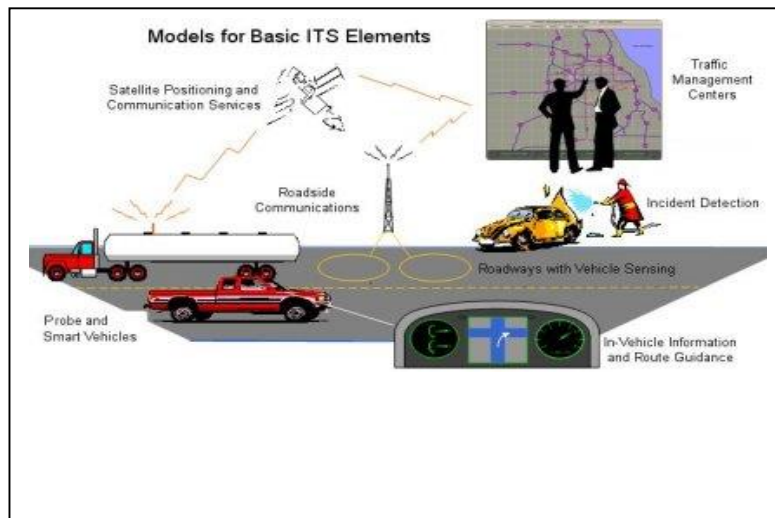 Models for Basic ITS Elements
Satellite Positioning and
Communication Services
Traffic
Management
Centers
Roadside
Communications
Incident Detection
Roadways with Vehicle Sensing
Probe and
Smart Vehicles
In-Vehicle Information
and Route Guidance